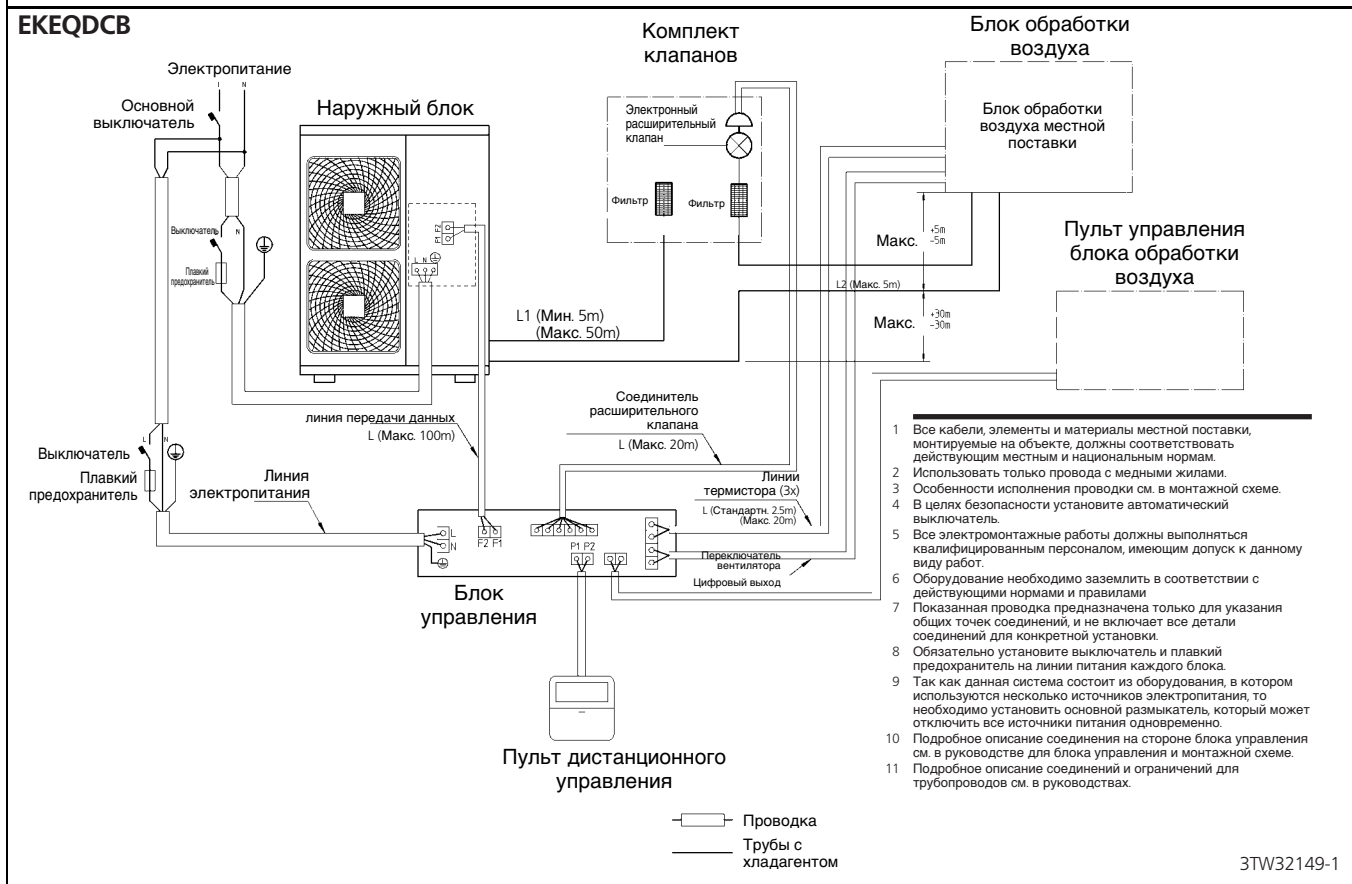 EKEQDCB
Электропитание
L N
Основной
выключатель
Наружный блок
Комплект
клапанов
Электронный
расширительный
клапан
Фильтр
Фильтр
Блок обработки
воздуха
Блок обработки
воздуха местной
поставки
Макс. +5m
-5m
L2 (Макс. 5m)
Макс. +30m
-30m
Пульт управления
блока обработки
воздуха
Выключатель N
Плавкий
предохранитель
F1 F2
L N
L1 (Мин. 5m)
(Макс. 50m)
линия передачи данных
L (Макс. 100m)
Соединитель
расширительного
клапана
L (Макс. 20m)
Линии
термистора (3x)
L (Стандартн. 2.5m)
(Макс. 20m)
L N
Выключатель
Плавкий
предохранитель
Линия
электропитания
L
N
F2 F1
P1 P2
Переключатель
вентилятора
Цифровый выход
Блок
управления
Пульт дистанционного
управления
Проводка
Трубы с
хладагентом
1 Все кабели, элементы и материалы местной поставки,
монтируемые на объекте, должны соответствовать
действующим местным и национальным нормам.
2 Использовать только провода с медными жилами.
3 Особенности исполнения проводки см. в монтажной схеме.
4 В целях безопасности установите автоматический
выключатель.
5 Все электромонтажные работы должны выполняться
квалифицированным персоналом, имеющим допуск к данному
виду работ.
6 Оборудование необходимо заземлить в соответствии с
действующими нормами и правилами
7 Показанная проводка предназначена только для указания
общих точек соединений, и не включает все детали
соединений для конкретной установки.
8 Обязательно установите выключатель и плавкий
предохранитель на линии питания каждого блока.
9 Так как данная система состоит из оборудования, в котором
используются несколько источников электропитания, то
необходимо установить основной размыкатель, который может
отключить все источники питания одновременно.
10 Подробное описание соединения на стороне блока управления
см. в руководстве для блока управления и монтажной схеме.
11 Подробное описание соединений и ограничений для
трубопроводов см. в руководствах.
3TW32149-1